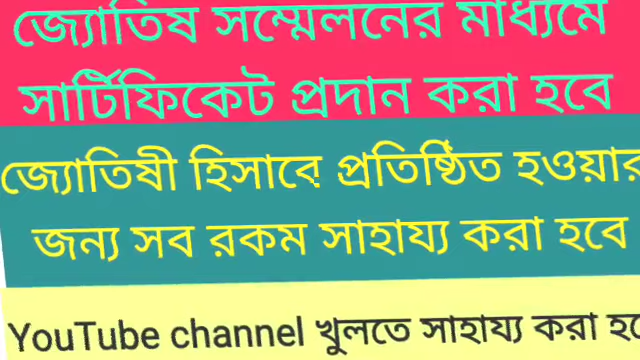 জ্যোতিষ সম্মেলনের মাধ্যমে
সার্টিফিকেট প্রদান করা হবে
জ্যোতিষী হিসাবে প্রতিষ্ঠিত হওয়ার
জন্য সব রকম সাহায্য করা হবে
YouTube channel খুলতে সাহায্য করা